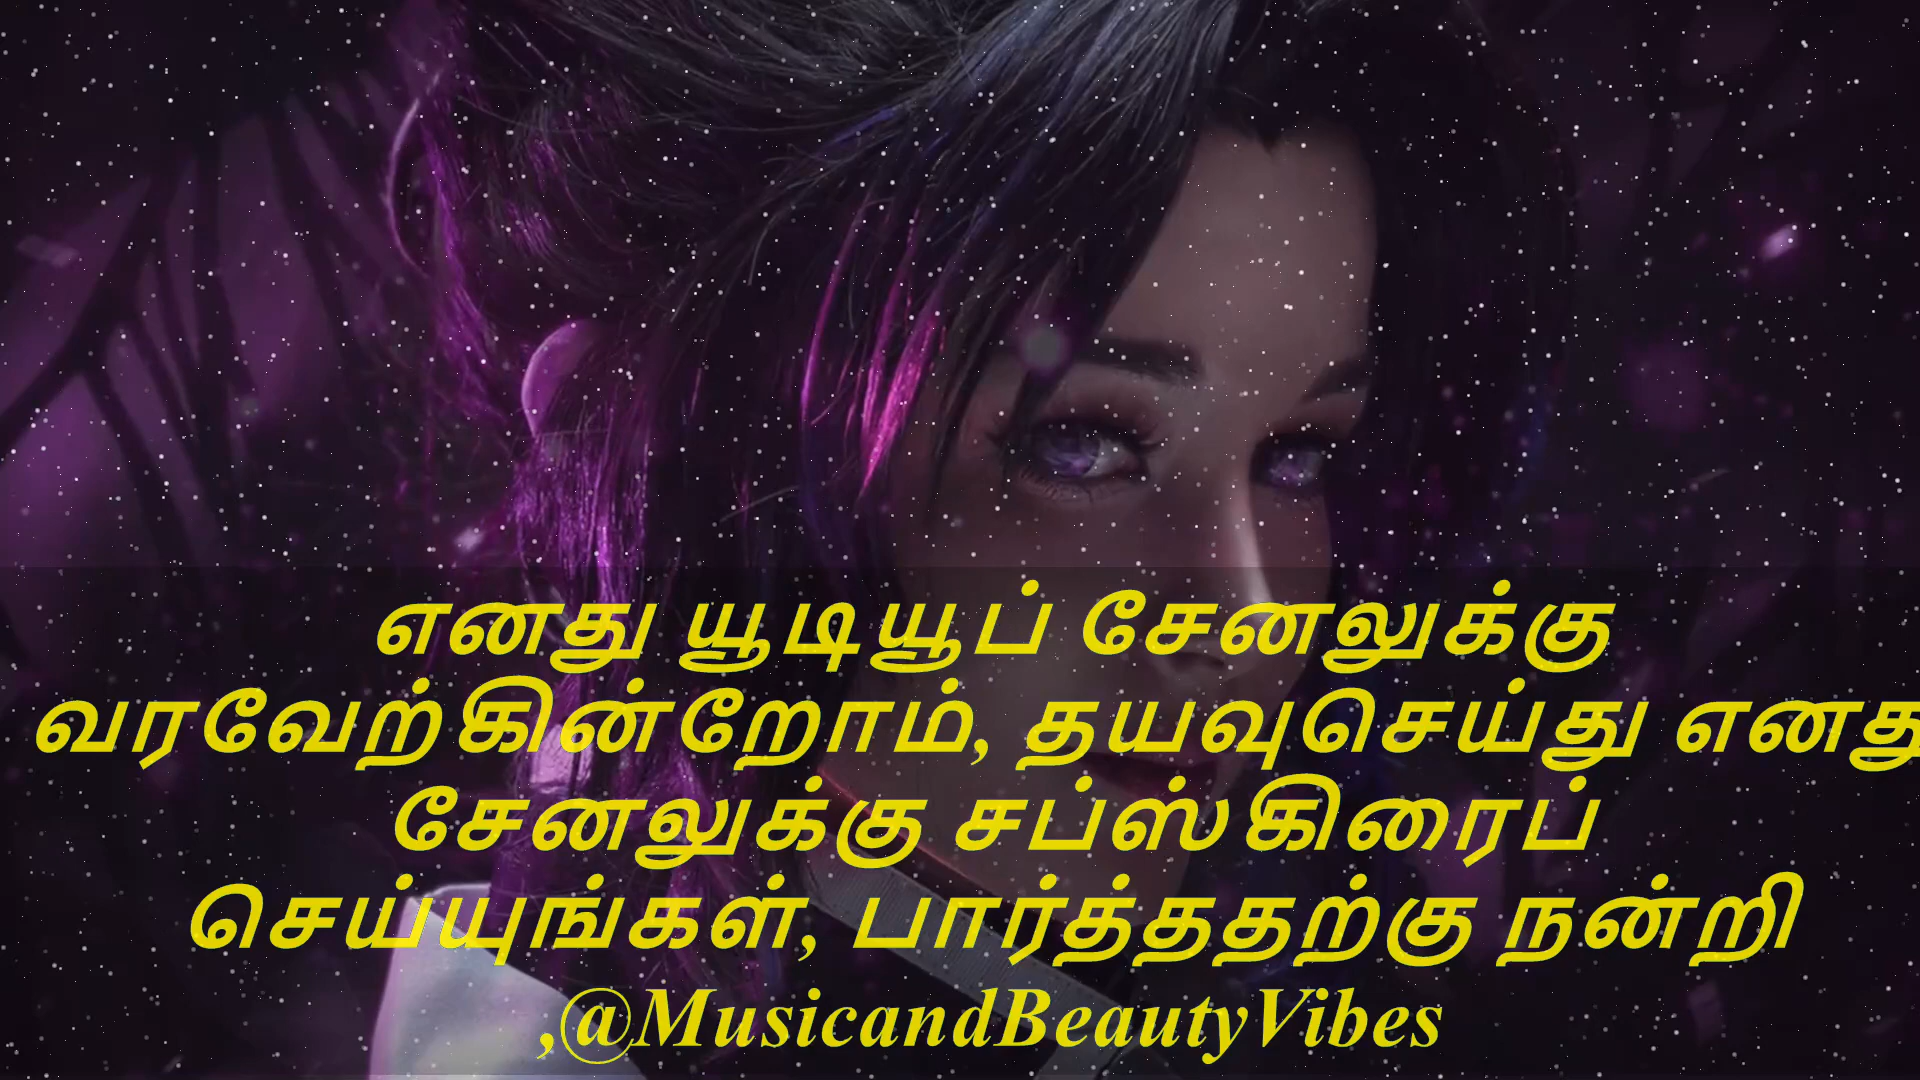 எனது யூடியூப் சேனலுக்கு
வரவேற்கின்றோம், தயவுசெய்து எனது
சேனலுக்கு சப்ஸ்கிரைப்
செய்யுங்கள், பார்த்ததற்கு நன்றி
,@MusicandBeautyVibes